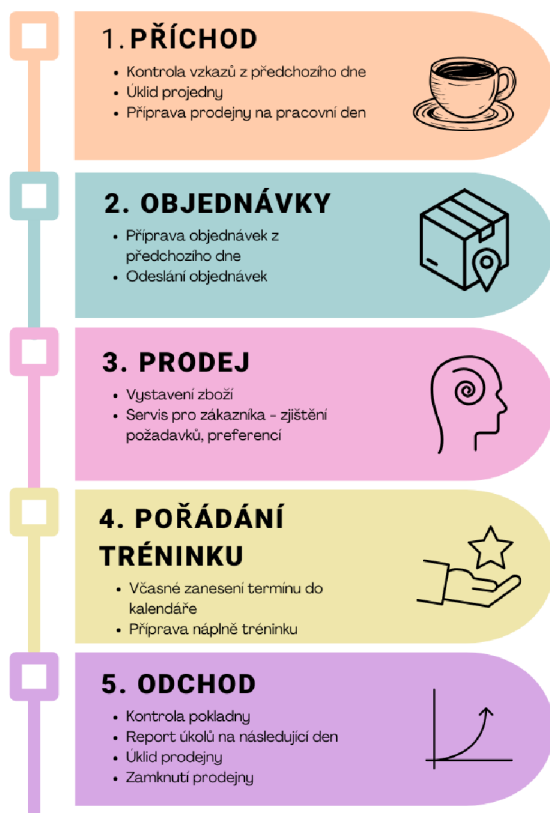 1. PŘÍCHOD
• Kontrola vzkazů z předchozího dne
• Úklid projedny
• Příprava prodejny na pracovní den
2. OBJEDNÁVKY
• Příprava objednávek z
předchozího dne
• Odeslání objednávek
3. PRODEJ
• Vystavení zboží
• Servis pro zákazníka - zjištění
požadavků, preferencí
4. POŘÁDÁNÍ
TRÉNINKU
• Včasné zanesení termínu do
kalendáře
• Příprava náplně tréninku
5. ODCHOD
• Kontrola pokladny
• Report úkolů na následující den
• Úklid prodejny
• Zamknutí prodejny